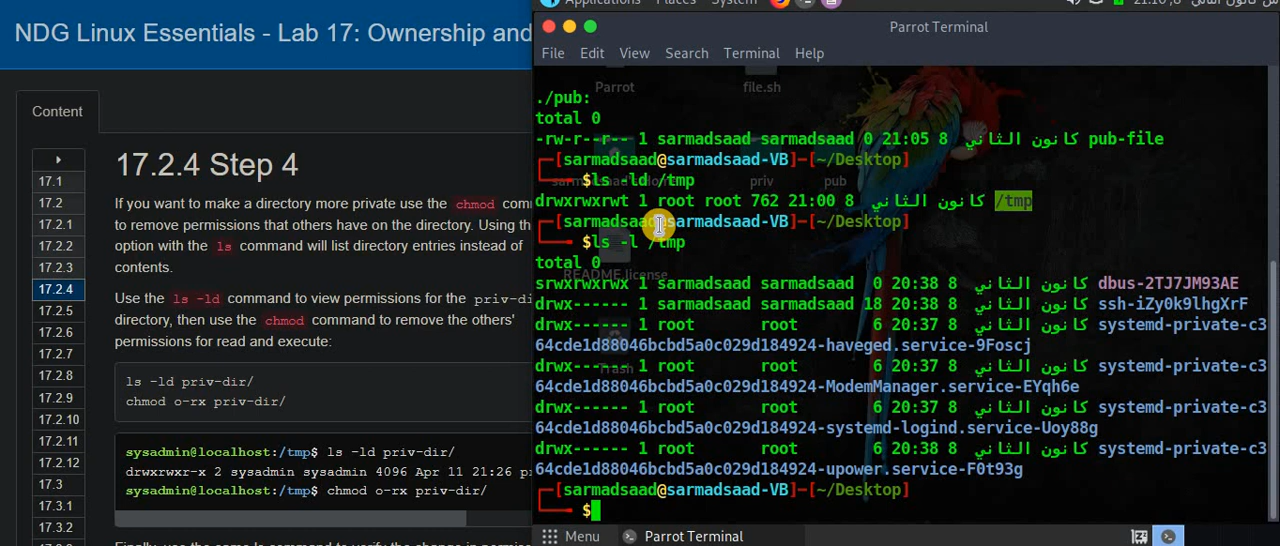 NDG Linux Essentials - Lab 17: Ownership and
Content
17.1
17.2
17.2.1
17.2.2
17.2.3
17.2.4
17.2.5
17.2.6
17.2.7
17.2.8
17.2.9
17.2.10
17.2.11
17.2.12
17.3
17.3.1
17.3.2
17.2.4 Step 4
If you want to make a directory more private use the chmod com
to remove permissions that others have on the directory. Using th
option with the ls command will list directory entries instead of
contents.
Use the ls -ld command to view permissions for the priv-di
directory, then use the chmod command to remove the others'
permissions for read and execute:
ls -ld priv-dir/
chmod o-rx priv-dir/
sysadmin@localhost:/tmp$ ls -ld priv-dir/
drwxrwxr-x 2 sysadmin sysadmin 4096 Apr 11 21:26 pr
sysadmin@localhost:/tmp$ chmod o-rx priv-dir/
Applications Places System
Parrot Terminal
File Edit View Search Terminal Help
Parrot
file.sh
priv
pub
README.license
Trash
./pub:
total 0
-rw-r--r-- 1 sarmadsaad sarmadsaad 0 21:05 8 كانون الثاني pub-file
[sarmadsaad@sarmadsaad-VB]-[~/Desktop]
$ls -ld /tmp
drwxrwxrwt 1 root root 762 21:00 8 كانون الثاني /tmp
[sarmadsaad@sarmadsaad-VB]-[~/Desktop]
$ls -l /tmp
total 0
srwxrwxrwx 1 sarmadsaad sarmadsaad 0 20:38 8 كانون الثاني dbus-2TJ7JM93AE
drwx------ 1 sarmadsaad sarmadsaad 18 20:38 8 كانون الثاني ssh-iZy0k9lhgXrF
drwx------ 1 root root 6 20:37 8 كانون الثاني systemd-private-c3
64cde1d88046bcbd5a0c029d184924-haveged.service-9Foscj
drwx------ 1 root root 6 20:38 8 كانون الثاني systemd-private-c3
64cde1d88046bcbd5a0c029d184924-ModemManager.service-EYqh6e
drwx------ 1 root root 6 20:37 8 كانون الثاني systemd-private-c3
64cde1d88046bcbd5a0c029d184924-systemd-logind.service-Uoy88g
drwx------ 1 root root 6 20:38 8 كانون الثاني systemd-private-c3
64cde1d88046bcbd5a0c029d184924-upower.service-F0t93g
[sarmadsaad@sarmadsaad-VB]-[~/Desktop]
$
Menu
Parrot Terminal